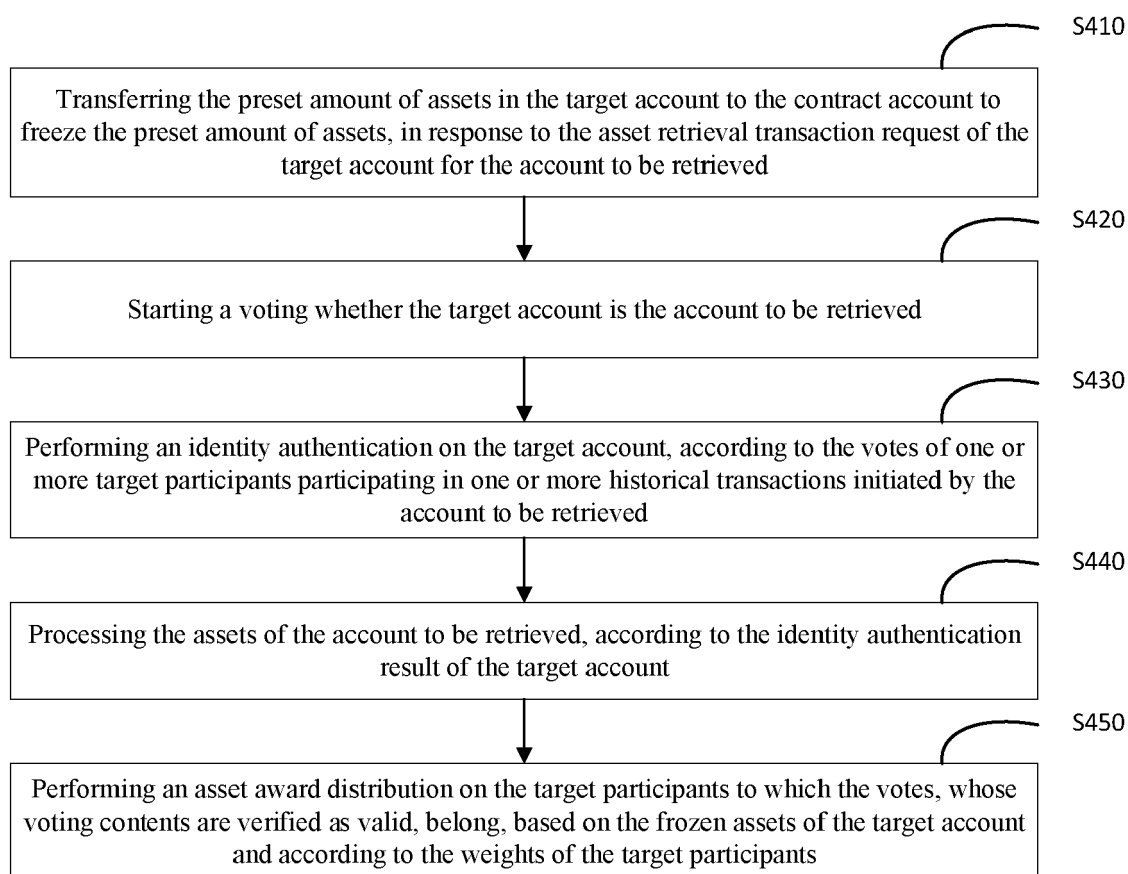 S410
Transferring the preset amount of assets in the target account to the contract account to
freeze the preset amount of assets, in response to the asset retrieval transaction request of the
target account for the account to be retrieved
S420
Starting a voting whether the target account is the account to be retrieved
S430
Performing an identity authentication on the target account, according to the votes of one or
more target participants participating in one or more historical transactions initiated by the
account to be retrieved
S440
Processing the assets of the account to be retrieved, according to the identity authentication
result of the target account
S450
Performing an asset award distribution on the target participants to which the votes, whose
voting contents are verified as valid, belong, based on the frozen assets of the target account
and according to the weights of the target participants